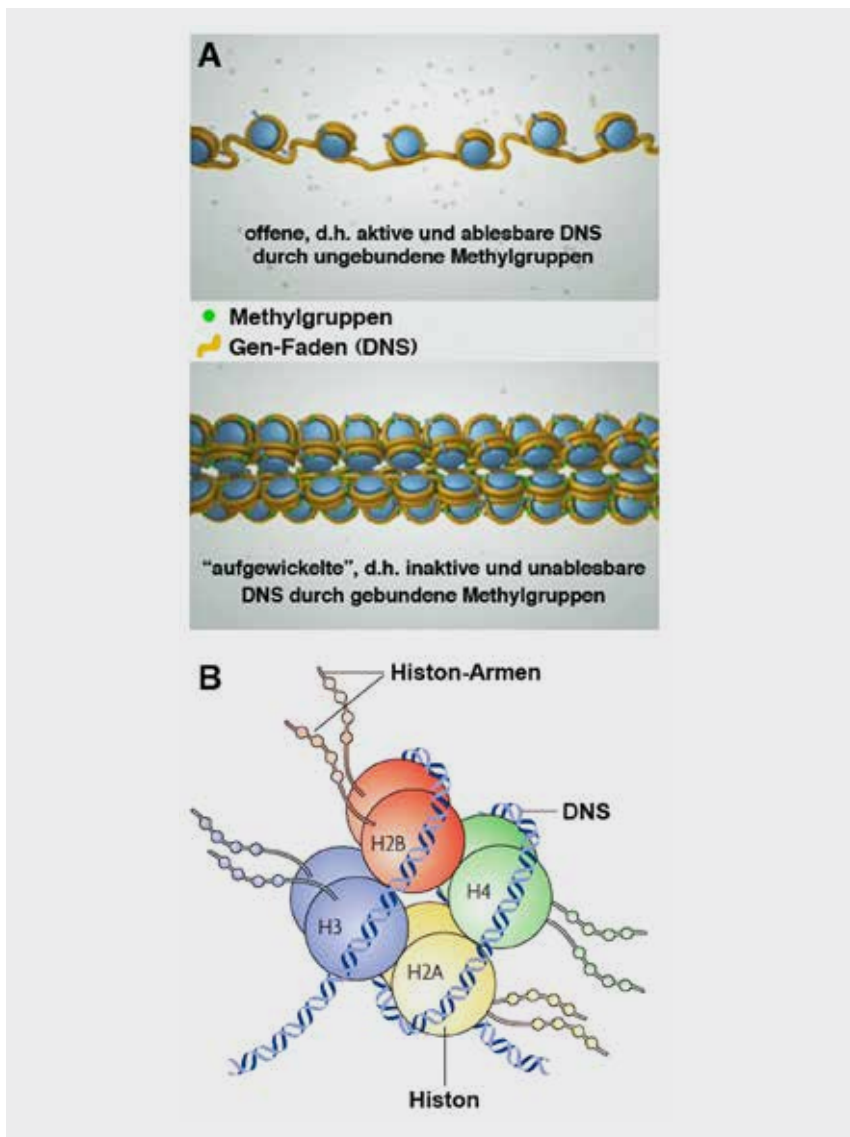 A
offene, d.h. aktive und ablesbare DNS
durch ungebundene Methylgruppen
Methylgruppen
Gen-Faden (DNS)
"aufgewickelte", d.h. inaktive und unablesbare
DNS durch gebundene Methylgruppen
B
Histon-Armen
DNS
H2B
H4
H3
H2A
Histon